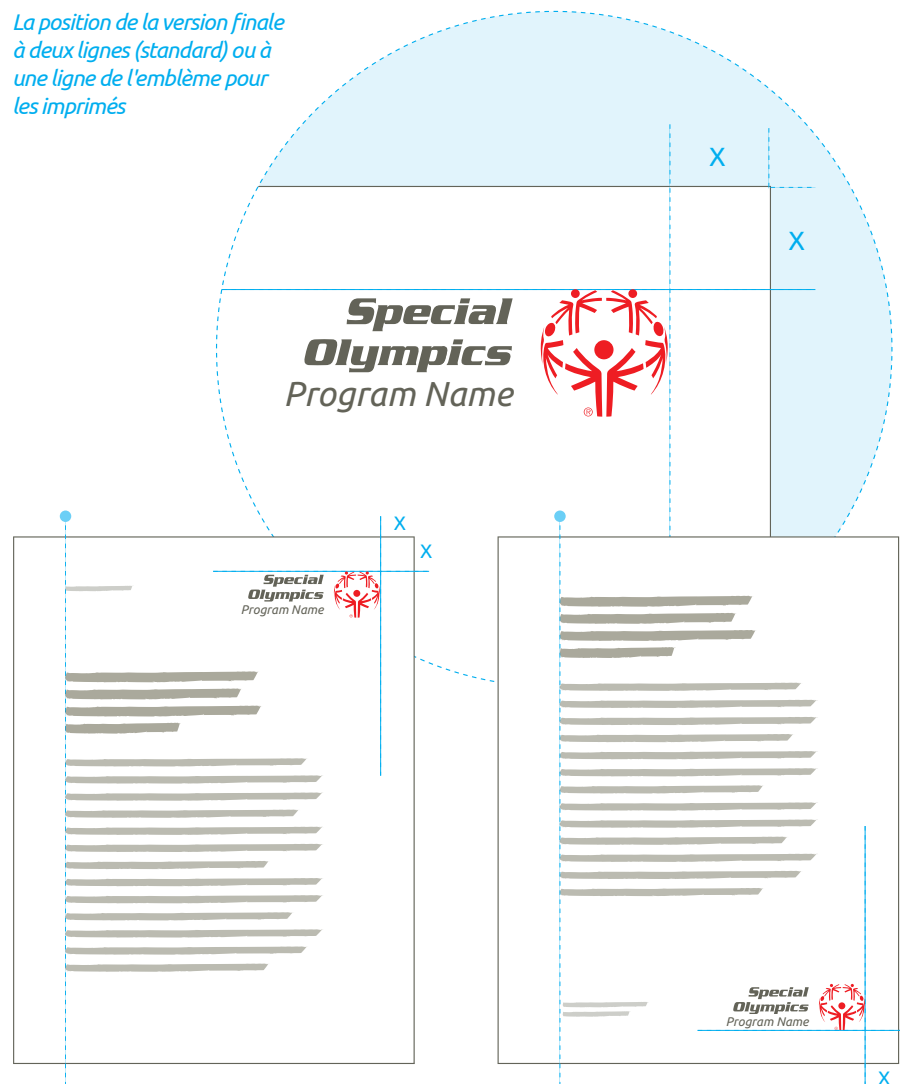 La position de la version finale
à deux lignes (standard) ou à
une ligne de l'emblème pour
les imprimés
X
X
Special
Olympics
Program Name
®
X
X
Special
Olympics
Program Name
®
Special
Olympics
Program Name
X